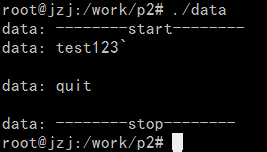 root@jzj:/work/p2# ./data
data: --------start--------
data: test123`

data: quit

data: --------stop--------
root@jzj:/work/p2#